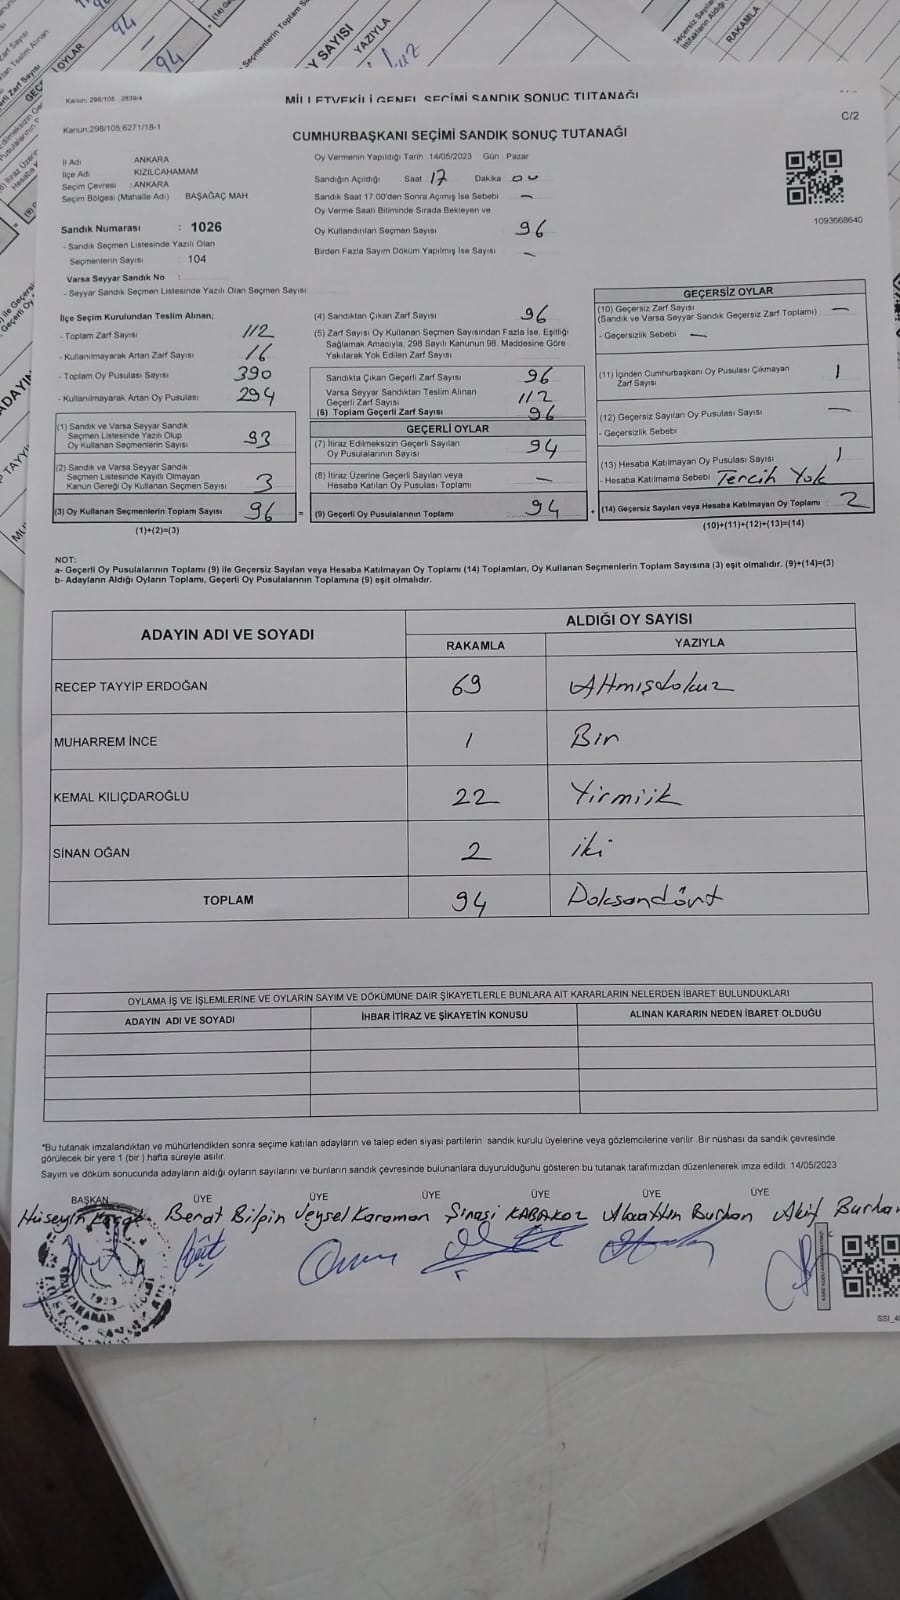 94
94
Y SAYISI
YAZIYLA
RAKAMLA
Kanun: 298/105 : 2839/4
MİLLETVEKİLİ GENEL SEÇİMİ SANDIK SONUÇ TUTANAĞI
Kanun:298/105,6271/18-1
C/2
CUMHURBAŞKANI SEÇİMİ SANDIK SONUÇ TUTANAĞI
İl Adı ANKARA
İlçe Adı KIZILCAHAMAM
Seçim Çevresi : ANKARA
Seçim Bölgesi (Mahalle Adı) BAŞAĞAÇ MAH
Sandık Numarası : 1026
- Sandık Seçmen Listesinde Yazılı Olan
Seçmenlerin Sayısı : 104
Varsa Seyyar Sandık No :
- Seyyar Sandık Seçmen Listesinde Yazılı Olan Seçmen Sayısı
Oy Vermenin Yapıldığı Tarih 14/05/2023 Gün Pazar
Sandığın Açıldığı Saat 17 Dakika 00
Sandık Saat 17:00'den Sonra Açımış İse Sebebi —
Oy Verme Saati Bitiminde Sırada Bekleyen ve
Oy Kullandırılan Seçmen Sayısı 96
Birden Fazla Sayım Döküm Yapılmış İse Sayısı —
1093668640
İlçe Seçim Kurulundan Teslim Alınan;
- Toplam Zarf Sayısı 112
- Kullanılmayarak Artan Zarf Sayısı 16
- Toplam Oy Pusulası Sayısı 390
- Kullanılmayarak Artan Oy Pusulası 294
(1) Sandık ve Varsa Seyyar Sandık
Seçmen Listesinde Yazılı Olup
Oy Kullanan Seçmenlerin Sayısı 93
(2) Sandık ve Varsa Seyyar Sandık
Seçmen Listesinde Kayıtlı Olmayan
Kanun Gereği Oy Kullanan Seçmen Sayısı 3
(3) Oy Kullanan Seçmenlerin Toplam Sayısı 96 =
(1)+(2)=(3)
(4) Sandıktan Çıkan Zarf Sayısı 96
(5) Zarf Sayısı Oy Kullanan Seçmen Sayısından Fazla İse, Eşitliği
Sağlamak Amacıyla, 298 Sayılı Kanunun 98. Maddesine Göre
Yakılarak Yok Edilen Zarf Sayısı
Sandıkta Çıkan Geçerli Zarf Sayısı 96
Varsa Seyyar Sandıktan Teslim Alınan
Geçerli Zarf Sayısı 112
(6) Toplam Geçerli Zarf Sayısı 96
GEÇERLİ OYLAR
(7) İtiraz Edilmeksizin Geçerli Sayılan
Oy Pusulalarının Sayısı 94
(8) İtiraz Üzerine Geçerli Sayılan veya
Hesaba Katılan Oy Pusulası Toplamı —
(9) Geçerli Oy Pusulalarının Toplamı 94 +
GEÇERSİZ OYLAR
(10) Geçersiz Zarf Sayısı —
(Sandık ve Varsa Seyyar Sandık Geçersiz Zarf Toplamı)
- Geçersizlik Sebebi —
(11) İçinden Cumhurbaşkanı Oy Pusulası Çıkmayan
Zarf Sayısı 1
(12) Geçersiz Sayılan Oy Pusulası Sayısı —
- Geçersizlik Sebebi
(13) Hesaba Katılmayan Oy Pusulası Sayısı 1
- Hesaba Katılmama Sebebi Tercih Yok
(14) Geçersiz Sayılan veya Hesaba Katılmayan Oy Toplamı 2
(10)+(11)+(12)+(13)=(14)
NOT:
a- Geçerli Oy Pusulalarının Toplamı (9) ile Geçersiz Sayılan veya Hesaba Katılmayan Oy Toplamı (14) Toplamları, Oy Kullanan Seçmenlerin Toplam Sayısına (3) eşit olmalıdır. (9)+(14)=(3)
b- Adayların Aldığı Oyların Toplamı, Geçerli Oy Pusulalarının Toplamına (9) eşit olmalıdır.
ADAYIN ADI VE SOYADI
ALDIĞI OY SAYISI
RAKAMLA YAZIYLA
RECEP TAYYİP ERDOĞAN 69 Altmışdokuz
MUHARREM İNCE 1 Bir
KEMAL KILIÇDAROĞLU 22 Yirmiik
SİNAN OĞAN 2 iki
TOPLAM 94 Doksandört
OYLAMA İŞ VE İŞLEMLERİNE VE OYLARIN SAYIM VE DÖKÜMÜNE DAİR ŞİKAYETLERLE BUNLARA AİT KARARLARIN NELERDEN İBARET BULUNDUKLARI
ADAYIN ADI VE SOYADI İHBAR İTİRAZ VE ŞİKAYETİN KONUSU ALINAN KARARIN NEDEN İBARET OLDUĞU
*Bu tutanak imzalandıktan ve mühürlendikten sonra seçime katılan adayların ve talep eden siyasi partilerin sandık kurulu üyelerine veya gözlemcilerine verilir .Bir nüshası da sandık çevresinde
görülecek bir yere 1 (bir ) hafta süreyle asılır.
Sayım ve döküm sonucunda adayların aldığı oyların sayılarını ve bunların sandık çevresinde bulunanlara duyurulduğunu gösteren bu tutanak tarafımızdan düzenlenerek imza edildi. 14/05/2023
BAŞKAN ÜYE ÜYE ÜYE ÜYE ÜYE ÜYE
Hüseyin Berat Bilgin Veysel Karaman Şinasi KABAKOZ Alaattin Burhan Akif Burhan
1923